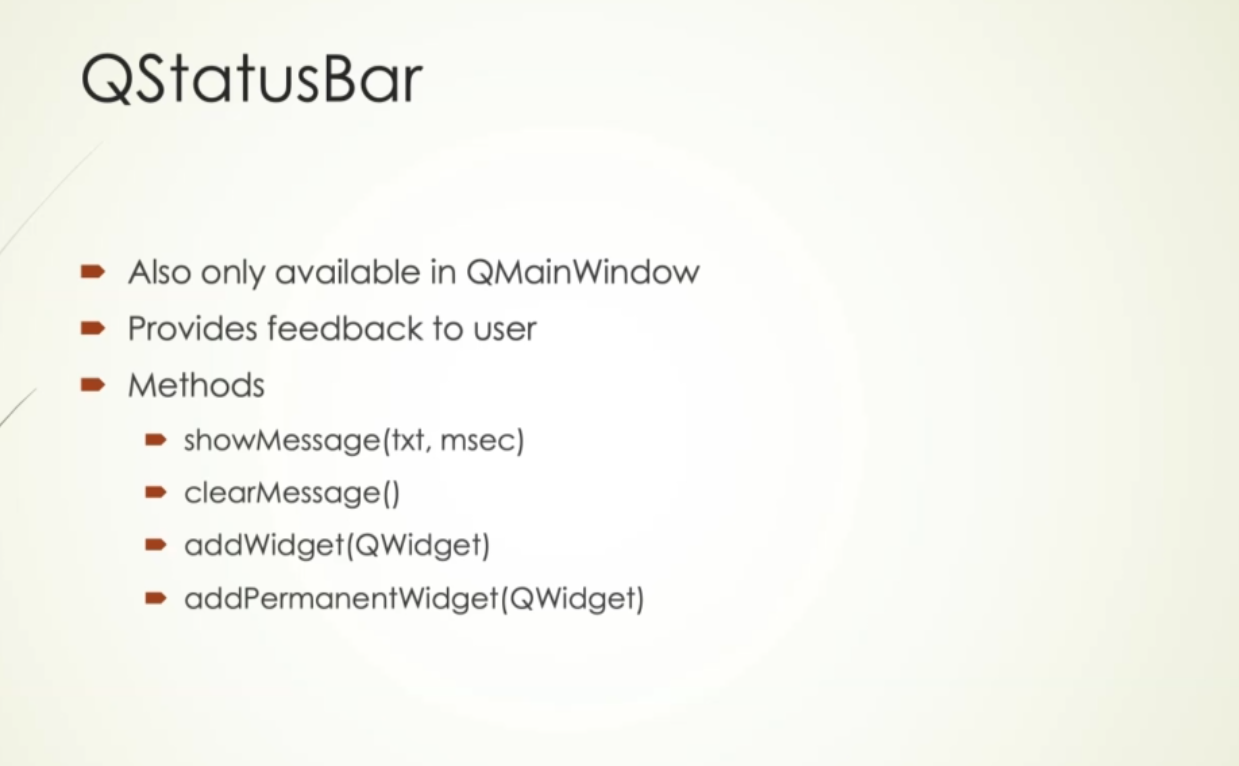 QStatusBar
Also only available in QMainWindow
Provides feedback to user
Methods
showMessage(txt, msec)
clearMessage()
addWidget(QWidget)
addPermanentWidget(QWidget)